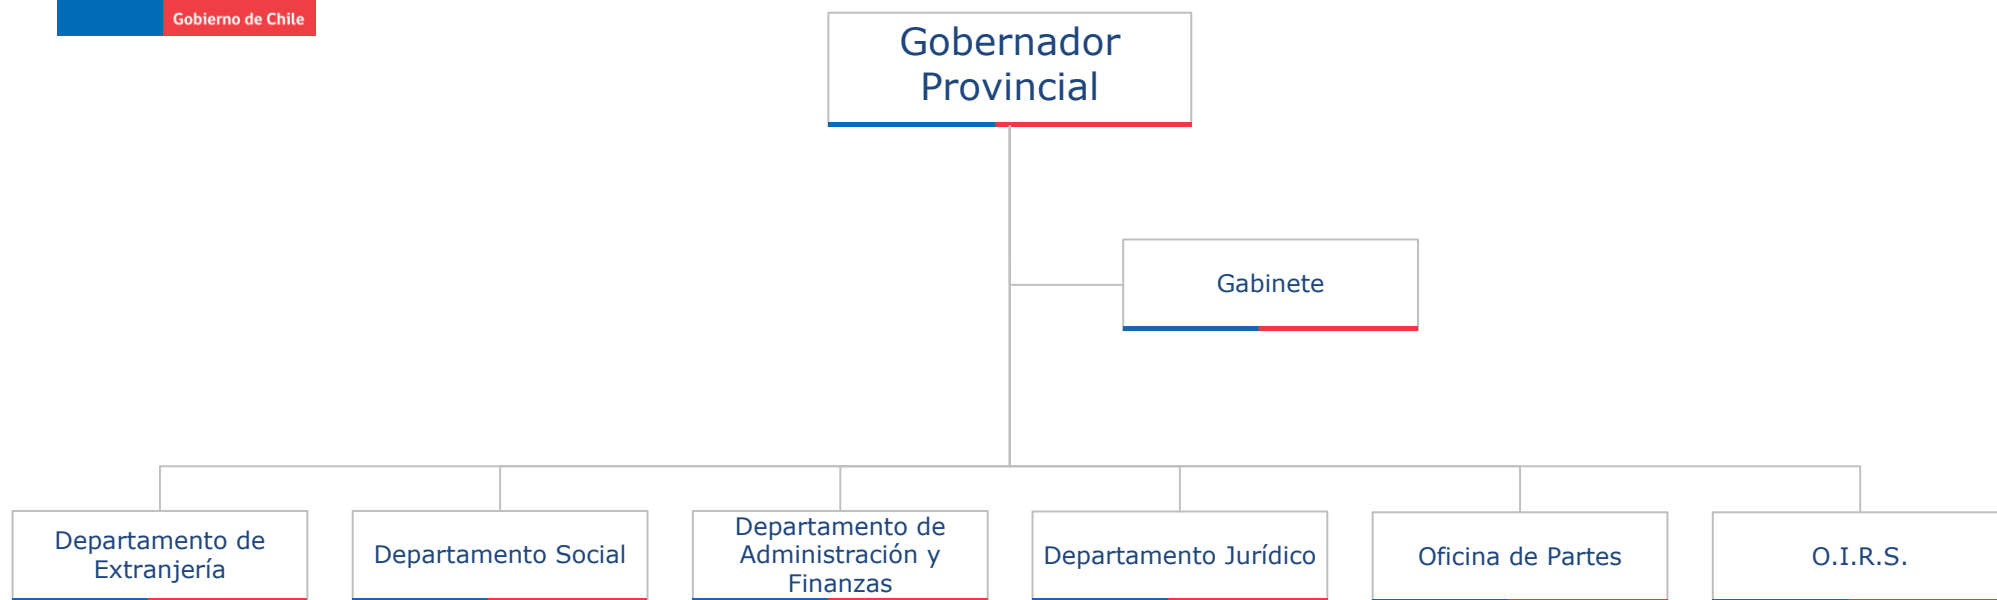 Gobierno de Chile
Gobernador
Provincial
Gabinete
Departamento de
Extranjería
Departamento Social
Departamento de
Administración y
Finanzas
Departamento Jurídico
Oficina de Partes
O.I.R.S.